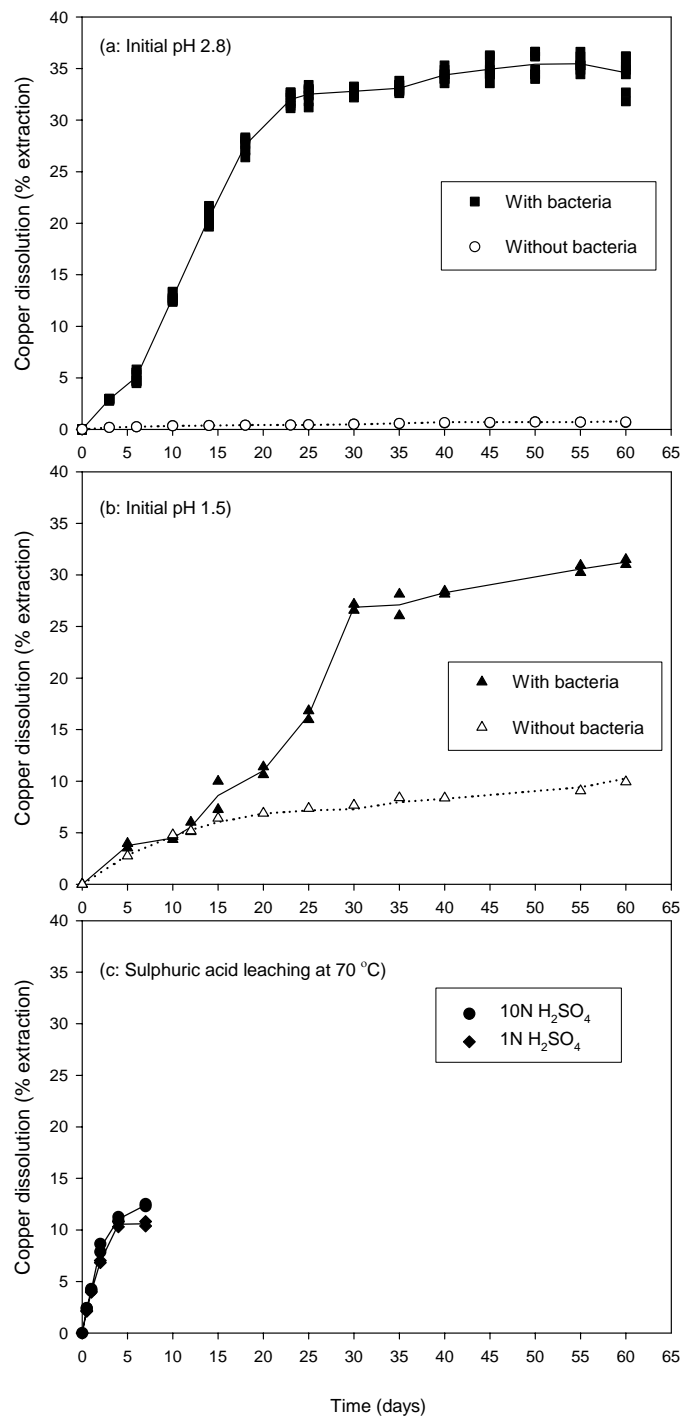 40
35
30
25
20
15
10
5
0
Copper dissolution (% extraction)
(a: Initial pH 2.8)
With bacteria
Without bacteria
0 5 10 15 20 25 30 35 40 45 50 55 60 65
40
35
30
25
20
15
10
5
0
Copper dissolution (% extraction)
(b: Initial pH 1.5)
With bacteria
Without bacteria
0 5 10 15 20 25 30 35 40 45 50 55 60 65
40
35
30
25
20
15
10
5
0
Copper dissolution (% extraction)
(c: Sulphuric acid leaching at 70 °C)
10N H₂SO₄
1N H₂SO₄
0 5 10 15 20 25 30 35 40 45 50 55 60 65
Time (days)